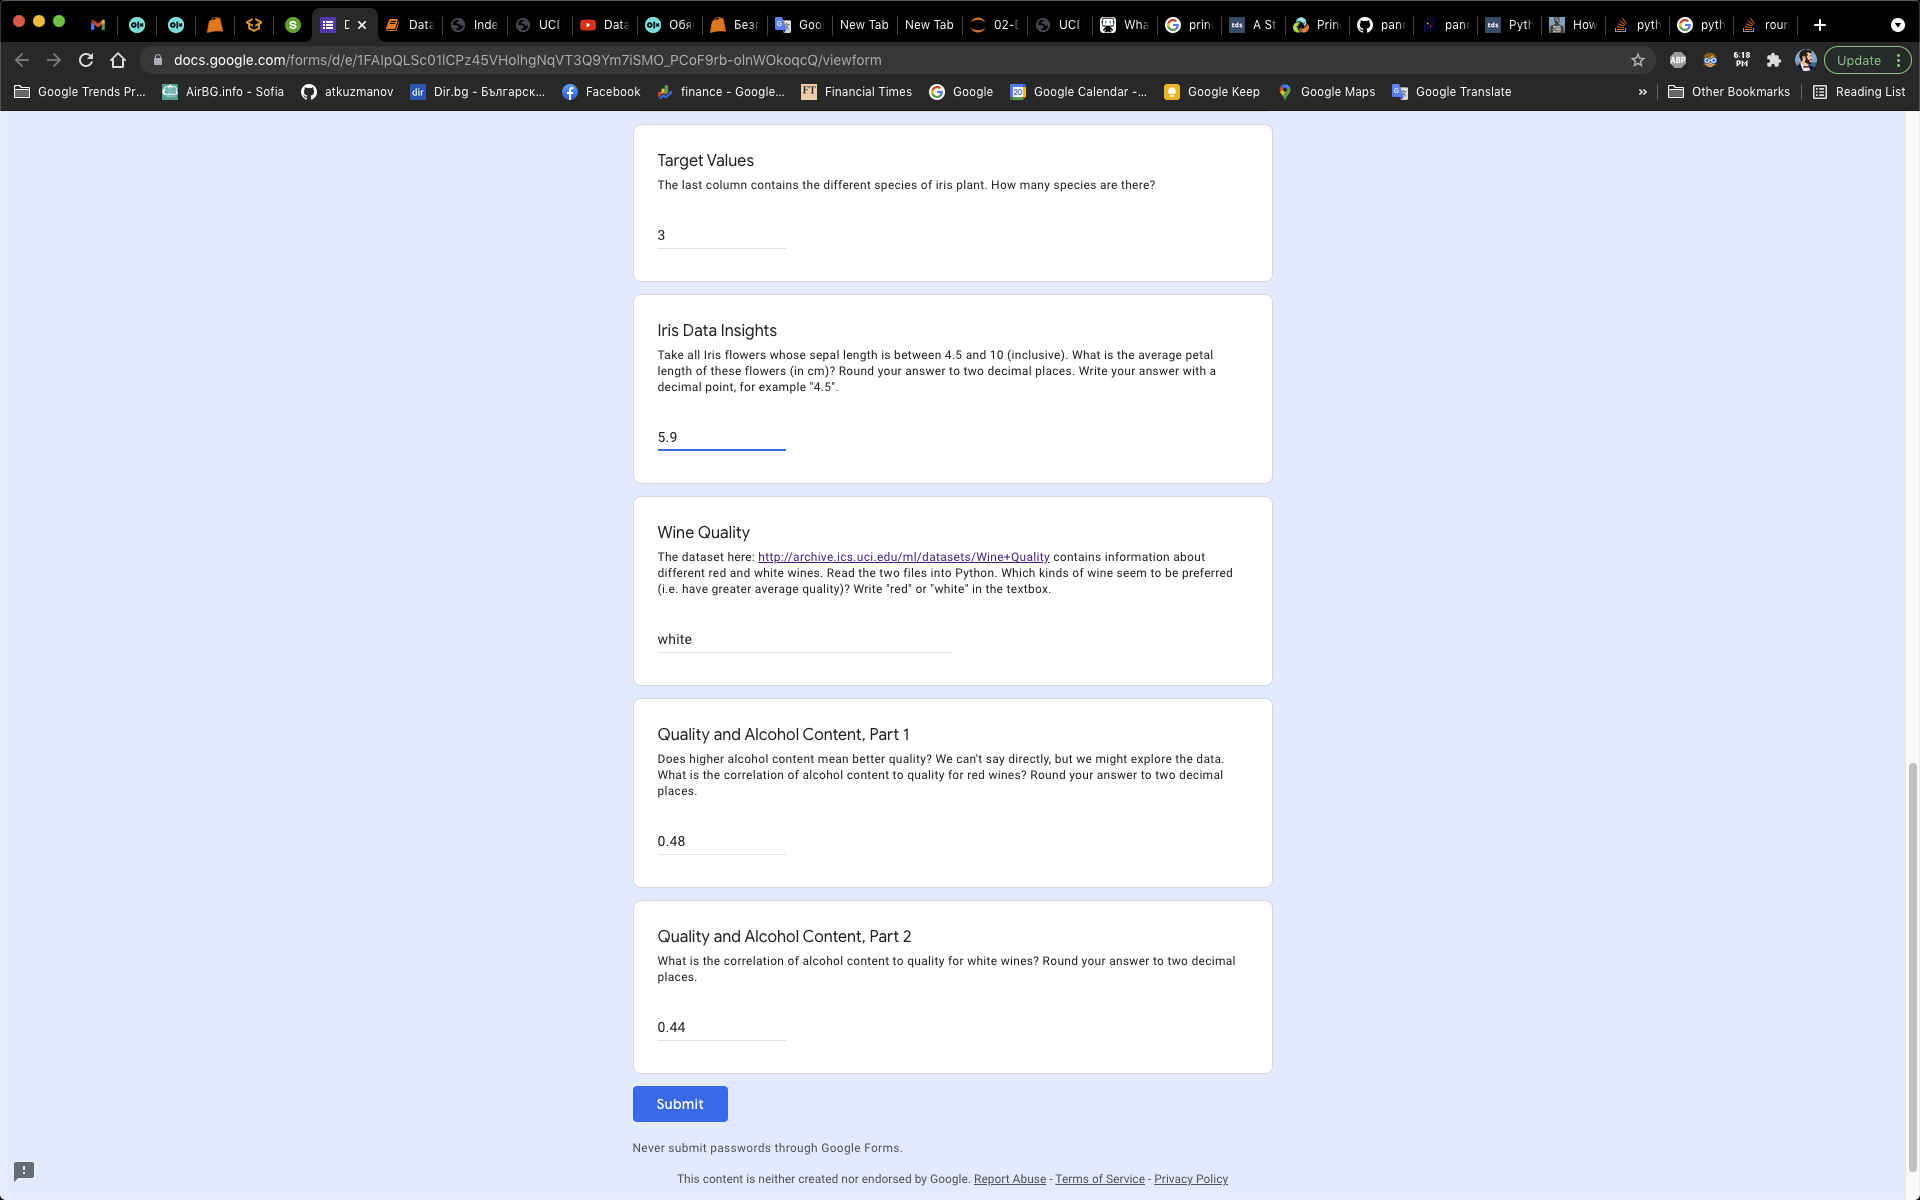 Inde
UCI
Data
Обя
Безг
Goo
New Tab
New Tab
02-D
UCI
Wha
prin
A St
Prin
pand
pand
Pyth
How
pyth
pyth
roun
docs.google.com/forms/d/e/1FAIpQLSc01lCPz45VHolhgNqVT3Q9Ym7iSMO_PCoF9rb-olnWOkoqcQ/viewform
ABP
6:18 PM
Update
Google Trends Pr... AirBG.info - Sofia atkuzmanov dir Dir.bg - Българск... Facebook finance - Google... FT Financial Times Google 20 Google Calendar -... Google Keep Google Maps Google Translate » Other Bookmarks Reading List
Target Values
The last column contains the different species of iris plant. How many species are there?
3
Iris Data Insights
Take all Iris flowers whose sepal length is between 4.5 and 10 (inclusive). What is the average petal
length of these flowers (in cm)? Round your answer to two decimal places. Write your answer with a
decimal point, for example "4.5".
5.9
Wine Quality
The dataset here: http://archive.ics.uci.edu/ml/datasets/Wine+Quality contains information about
different red and white wines. Read the two files into Python. Which kinds of wine seem to be preferred
(i.e. have greater average quality)? Write "red" or "white" in the textbox.
white
Quality and Alcohol Content, Part 1
Does higher alcohol content mean better quality? We can't say directly, but we might explore the data.
What is the correlation of alcohol content to quality for red wines? Round your answer to two decimal
places.
0.48
Quality and Alcohol Content, Part 2
What is the correlation of alcohol content to quality for white wines? Round your answer to two decimal
places.
0.44
Submit
Never submit passwords through Google Forms.
This content is neither created nor endorsed by Google. Report Abuse - Terms of Service - Privacy Policy